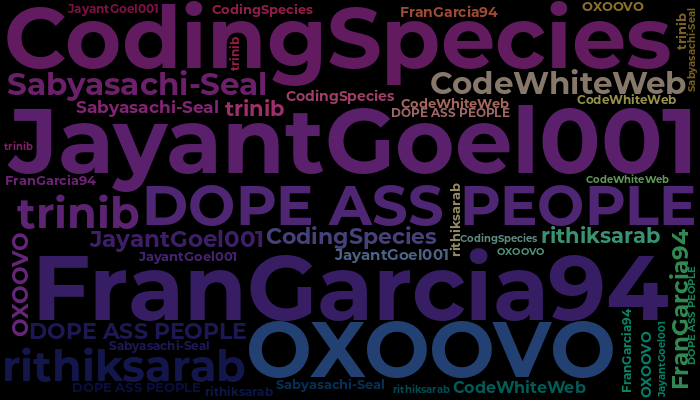 JayantGoel001
CodingSpecies
FranGarcia94
OXOOVO
CodingSpecies
trinib
trinib
Sabyasachi-Seal
Sabyasachi-Seal
CodeWhiteWeb
CodingSpecies
CodeWhiteWeb
Sabyasachi-Seal
trinib
CodeWhiteWeb
DOPE ASS PEOPLE
JayantGoel001
trinib
FranGarcia94
CodeWhiteWeb
trinib
DOPE ASS PEOPLE
rithiksarab
JayantGoel001
CodingSpecies
CodingSpecies
rithiksarab
OXOOVO
JayantGoel001
JayantGoel001
OXOOVO
FranGarcia94
FranGarcia94
DOPE ASS PEOPLE
DOPE ASS PEOPLE
OXOOVO
Sabyasachi-Seal
rithiksarab
FranGarcia94
OXOOVO
JayantGoel001
DOPE ASS PEOPLE
rithiksarab
Sabyasachi-Seal
rithiksarab
CodeWhiteWeb